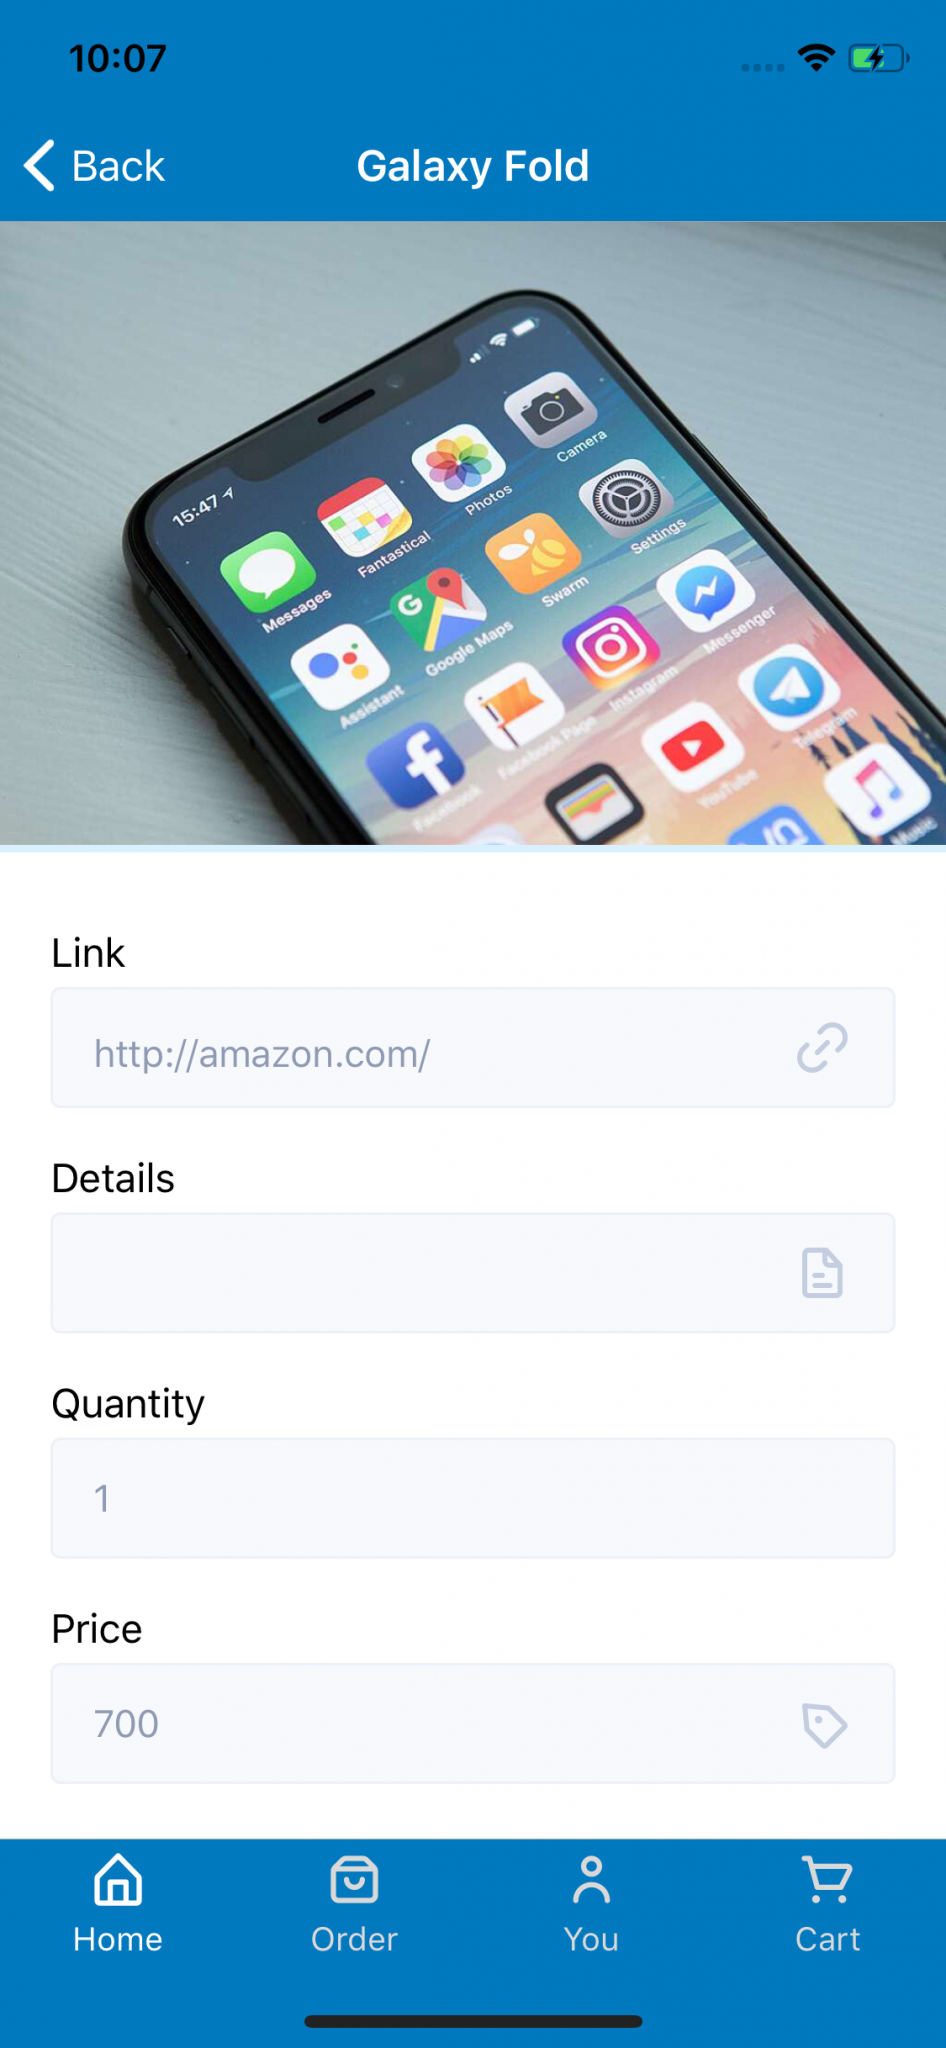 10:07
Back
Galaxy Fold
15:47
Messages
Fantastical
Photos
Camera
Assistant
Google Maps
Swarm
Settings
Facebook
Facebook Page
Instagram
Messenger
YouTube
Telegram
Music
Link
http://amazon.com/
Details
Quantity
1
Price
700
Home
Order
You
Cart